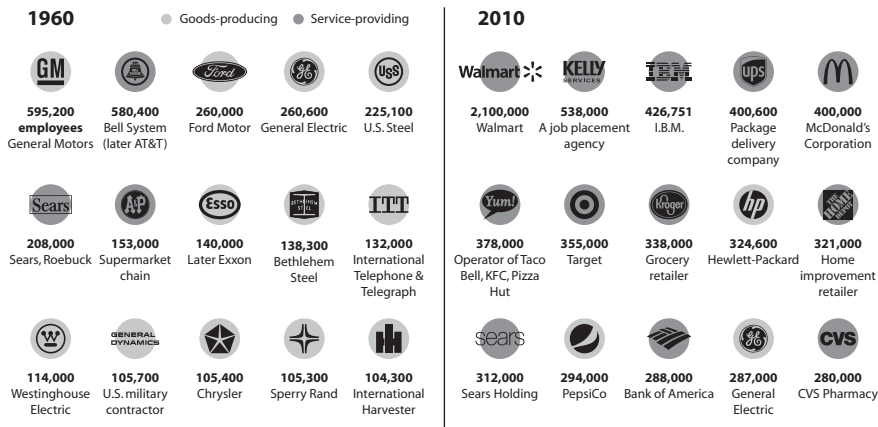 1960
Goods-producing
Service-providing
2010
GM
Ford
GE
USS
595,200
employees
General Motors
580,400
Bell System
(later AT&T)
260,000
Ford Motor
260,600
General Electric
225,100
U.S. Steel
Walmart
KELLY
SERVICES
IBM
ups
2,100,000
Walmart
538,000
A job placement
agency
426,751
I.B.M.
400,600
Package
delivery
company
400,000
McDonald's
Corporation
Sears
A&P
Esso
BETHLEHEM
STEEL
ITT
208,000
Sears, Roebuck
153,000
Supermarket
chain
140,000
Later Exxon
138,300
Bethlehem
Steel
132,000
International
Telephone &
Telegraph
Yum!
Kroger
hp
THE
HOME
DEPOT
378,000
Operator of Taco
Bell, KFC, Pizza
Hut
355,000
Target
338,000
Grocery
retailer
324,600
Hewlett-Packard
321,000
Home
improvement
retailer
W
GENERAL
DYNAMICS
114,000
Westinghouse
Electric
105,700
U.S. military
contractor
105,400
Chrysler
105,300
Sperry Rand
104,300
International
Harvester
sears
GE
CVS
312,000
Sears Holding
294,000
PepsiCo
288,000
Bank of America
287,000
General
Electric
280,000
CVS Pharmacy